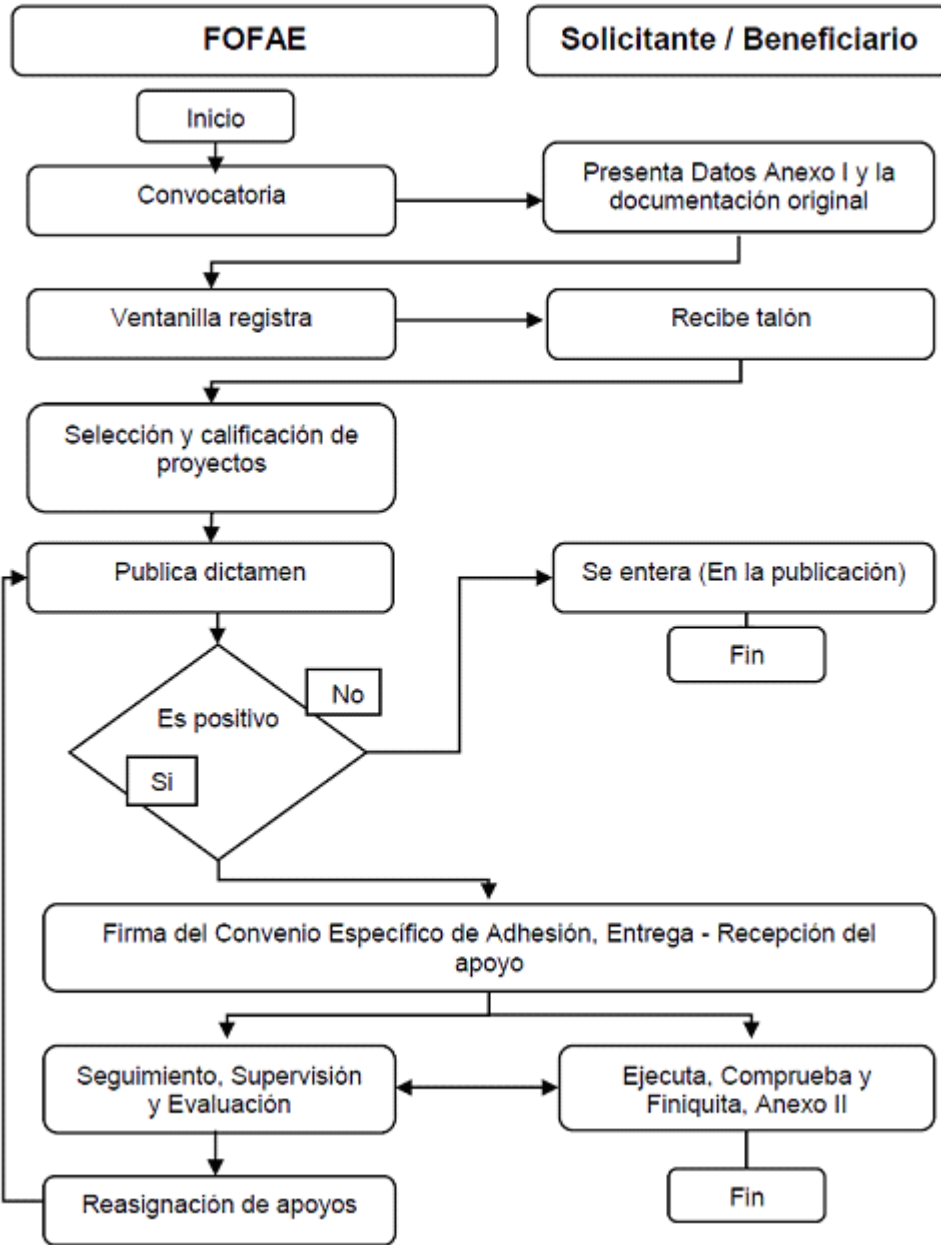 FOFAE
Solicitante / Beneficiario
Inicio
Convocatoria
Presenta Datos Anexo I y la
documentación original
Ventanilla registra
Recibe talón
Selección y calificación de
proyectos
Publica dictamen
Se entera (En la publicación)
Fin
No
Es positivo
Si
Firma del Convenio Específico de Adhesión, Entrega - Recepción del
apoyo
Seguimiento, Supervisión
y Evaluación
Ejecuta, Comprueba y
Finiquita, Anexo II
Reasignación de apoyos
Fin